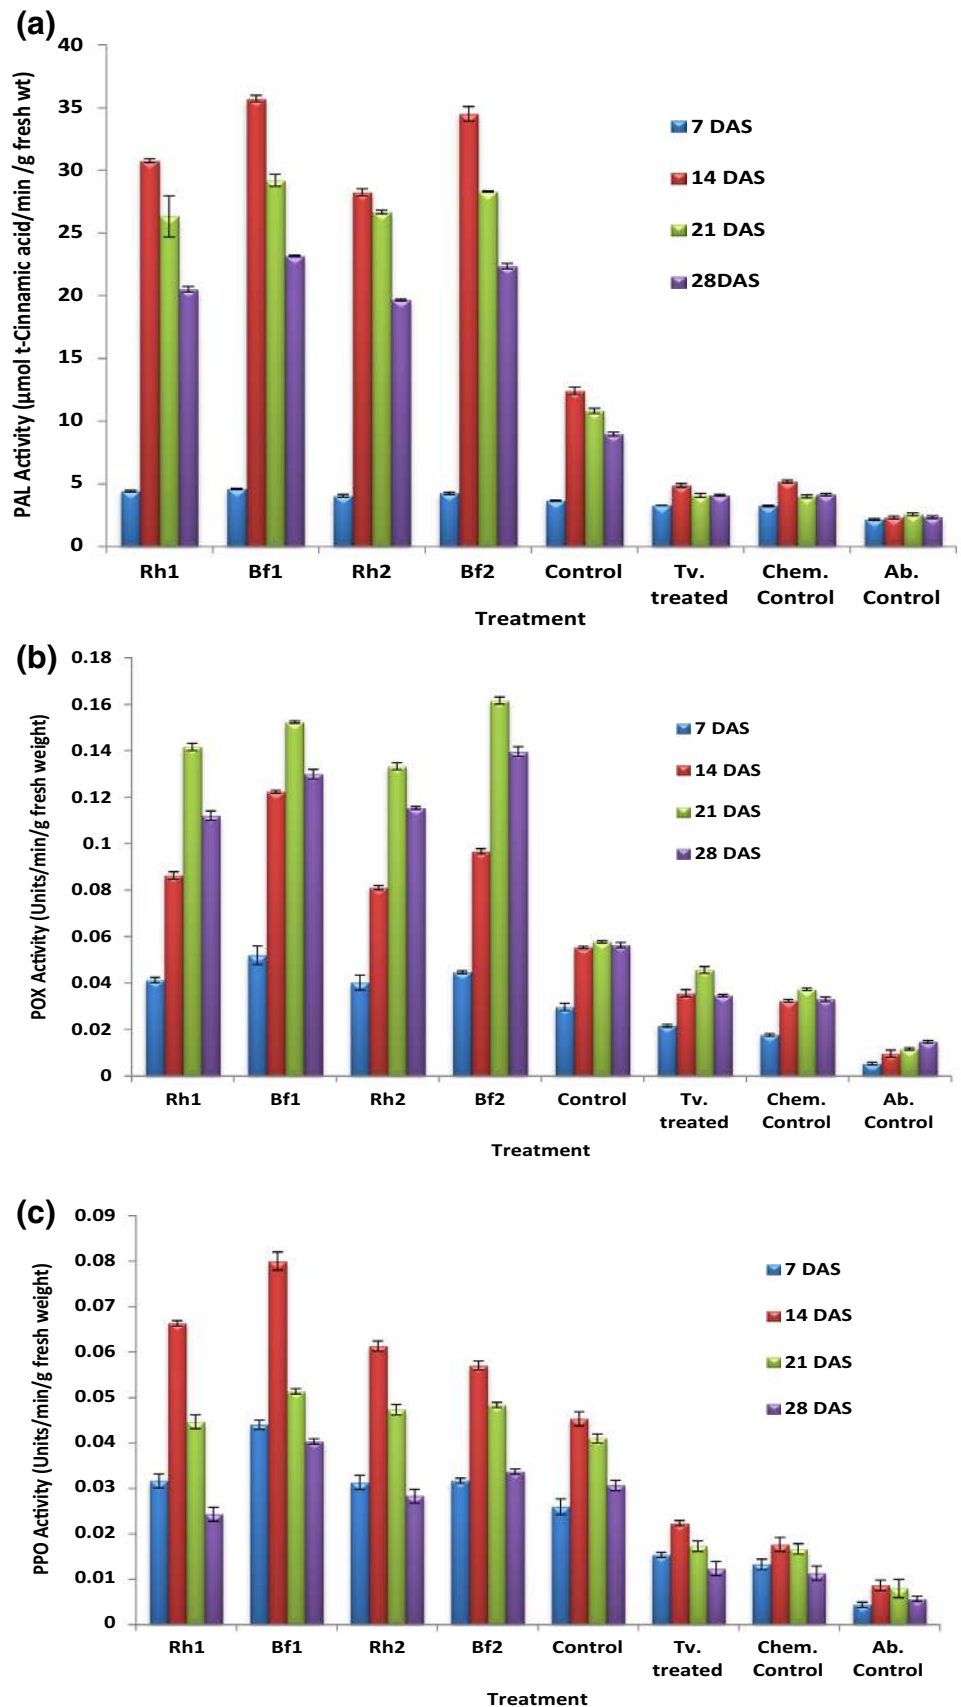 (a)
PAL Activity (µmol t-Cinnamic acid/min /g fresh wt)
40
35
30
25
20
15
10
5
0
7 DAS
14 DAS
21 DAS
28DAS
Rh1 Bf1 Rh2 Bf2 Control Tv. Chem. Ab.
treated Control Control
Treatment
(b)
POX Activity (Units/min/g fresh weight)
0.18
0.16
0.14
0.12
0.1
0.08
0.06
0.04
0.02
0
7 DAS
14 DAS
21 DAS
28 DAS
Rh1 Bf1 Rh2 Bf2 Control Tv. Chem. Ab.
treated Control Control
Treatment
(c)
PPO Activity (Units/min/g fresh weight)
0.09
0.08
0.07
0.06
0.05
0.04
0.03
0.02
0.01
0
7 DAS
14 DAS
21 DAS
28 DAS
Rh1 Bf1 Rh2 Bf2 Control Tv. Chem. Ab.
treated Control Control
Treatment